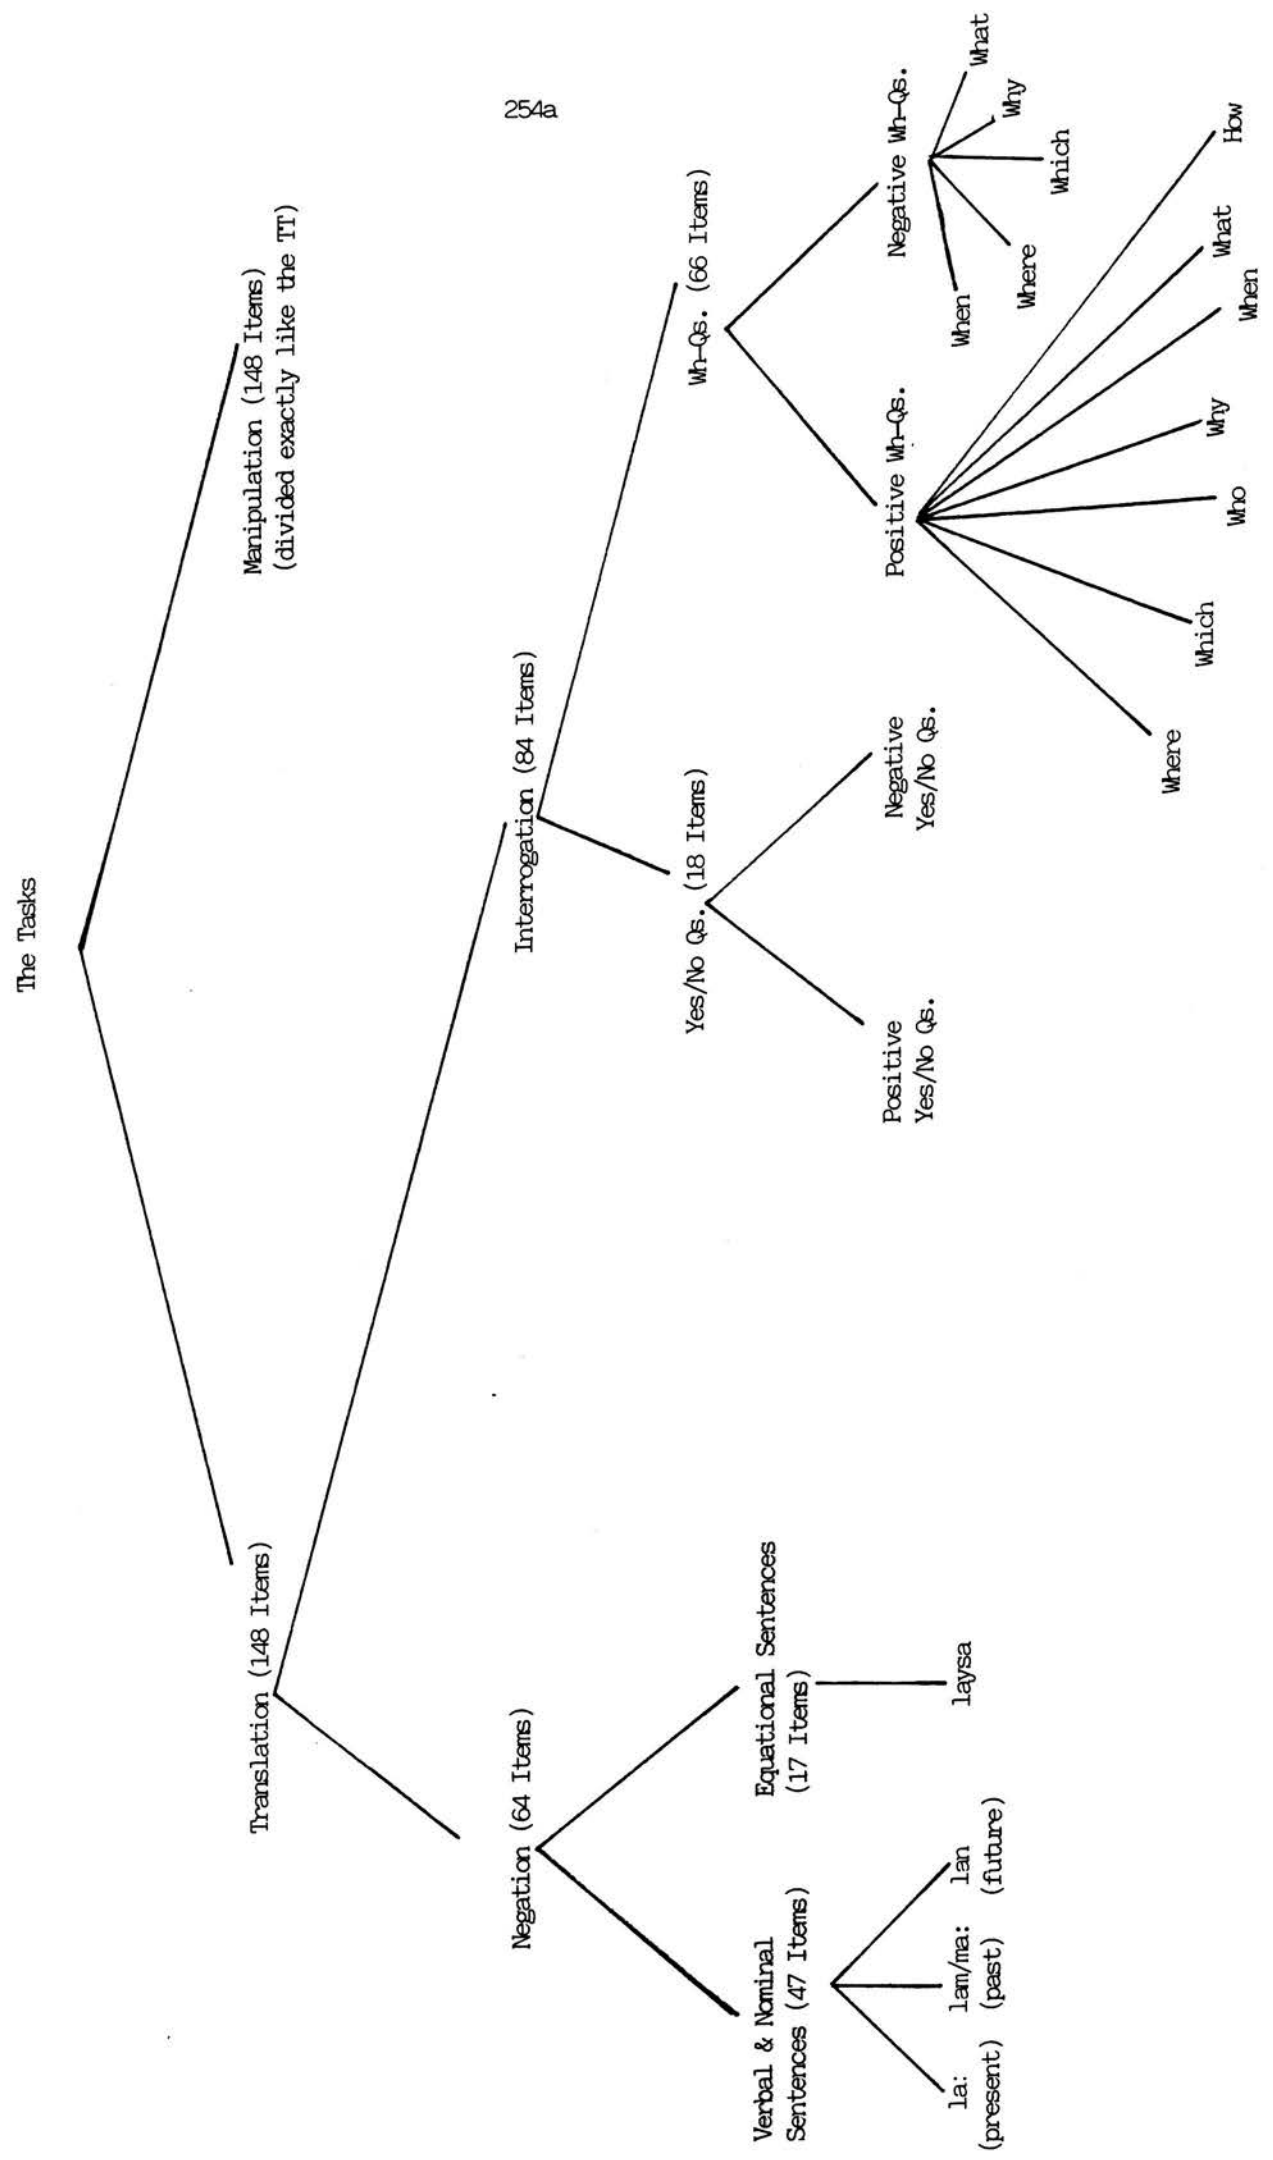 254a
The Tasks
Translation (148 Items)
Manipulation (148 Items)
(divided exactly like the TT)
Negation (64 Items)
Interrogation (84 Items)
Verbal & Nominal
Sentences (47 Items)
Equational Sentences
(17 Items)
Yes/No Qs. (18 Items)
Wh-Qs. (66 Items)
la:
(present)
lam/ma:
(past)
lan
(future)
laysa
Positive
Yes/No Qs.
Negative
Yes/No Qs.
Positive Wh-Qs.
Negative Wh-Qs.
Where
Which
Who
Why
When
What
How
When
Where
Which
Why
What